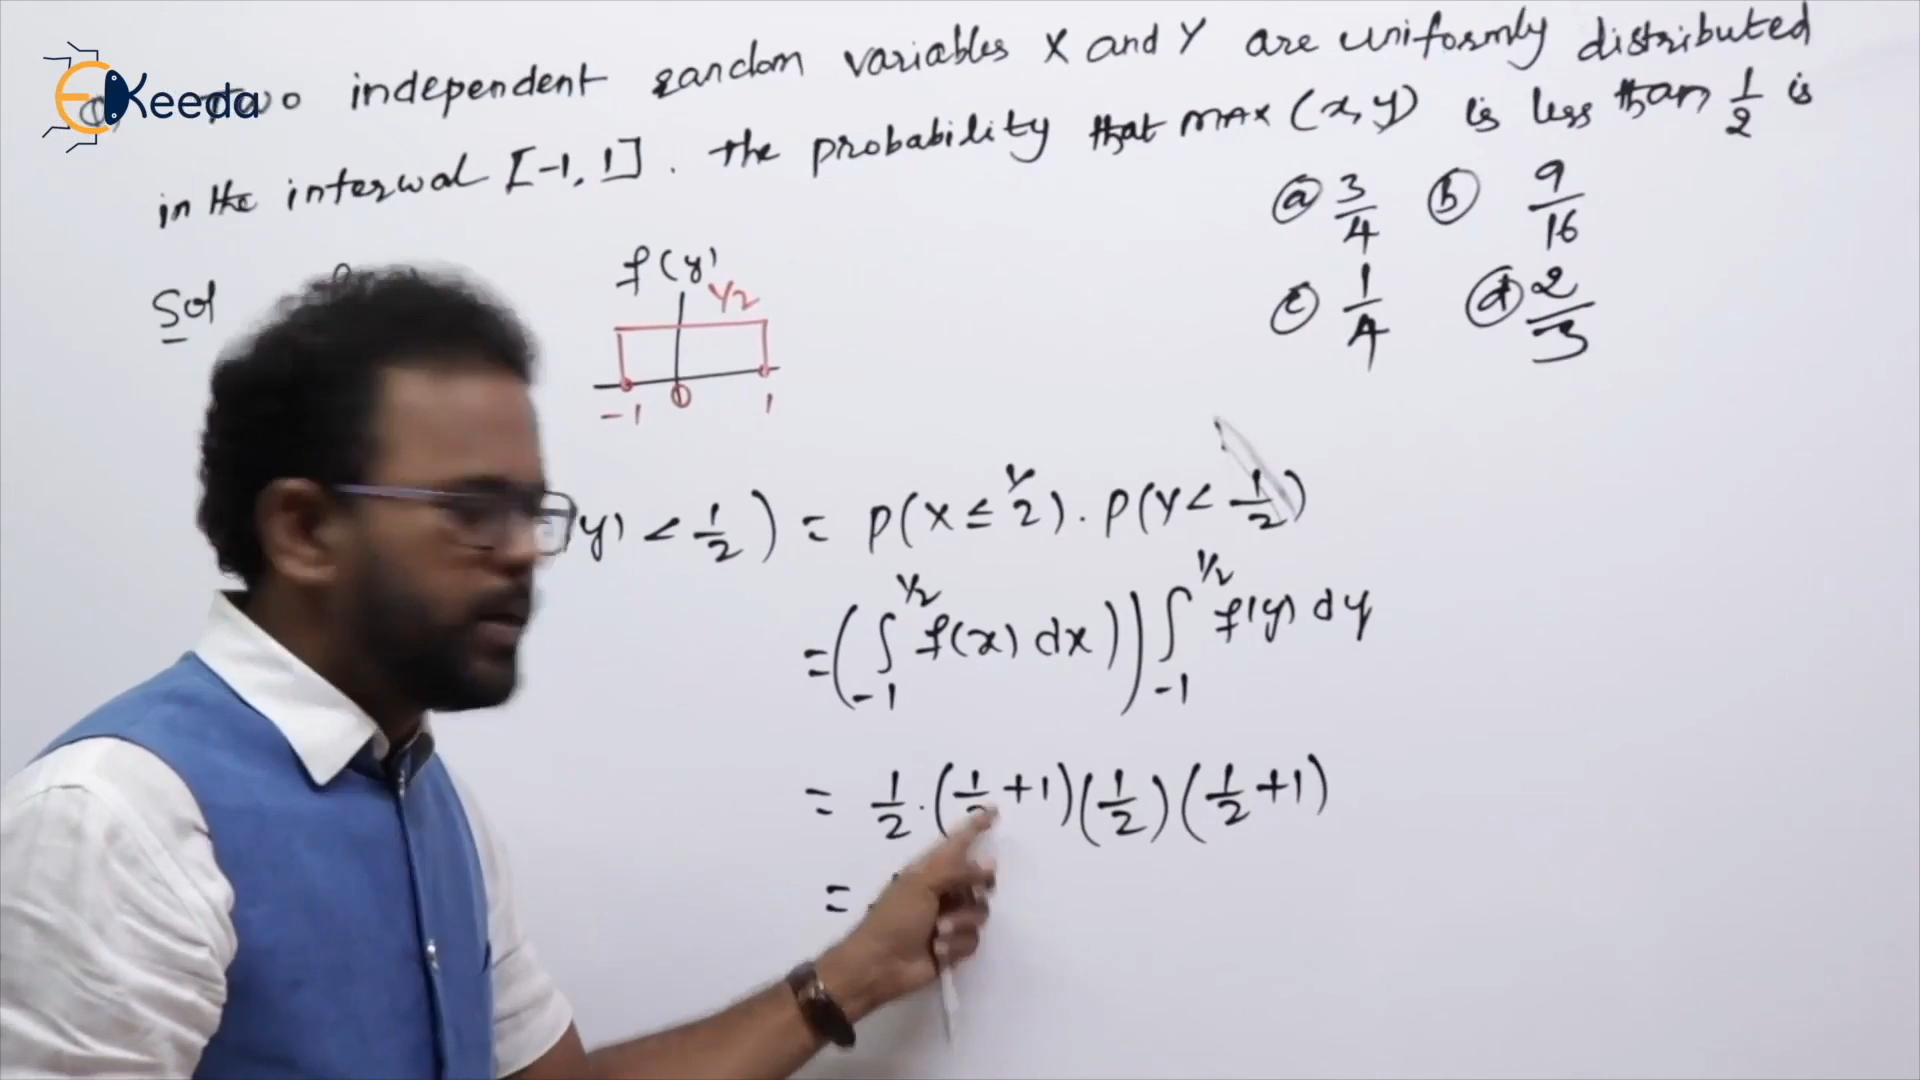 EKeeda
Two independent random variables X and Y are uniformly distributed
in the interval [-1, 1]. The probability that MAX (x, y) is less than 1/2 is
(a) 3/4 (b) 9/16
(c) 1/4 (d) 2/3
Sol
f(y)
1/2
-1 0 1
y) < 1/2) = P(X ≤ 1/2) . P(Y < 1/2)
= (∫_{-1}^{1/2} f(x) dx)) ∫_{-1}^{1/2} f(y) dy
= 1/2 . (1/2 + 1)(1/2)(1/2 + 1)
=